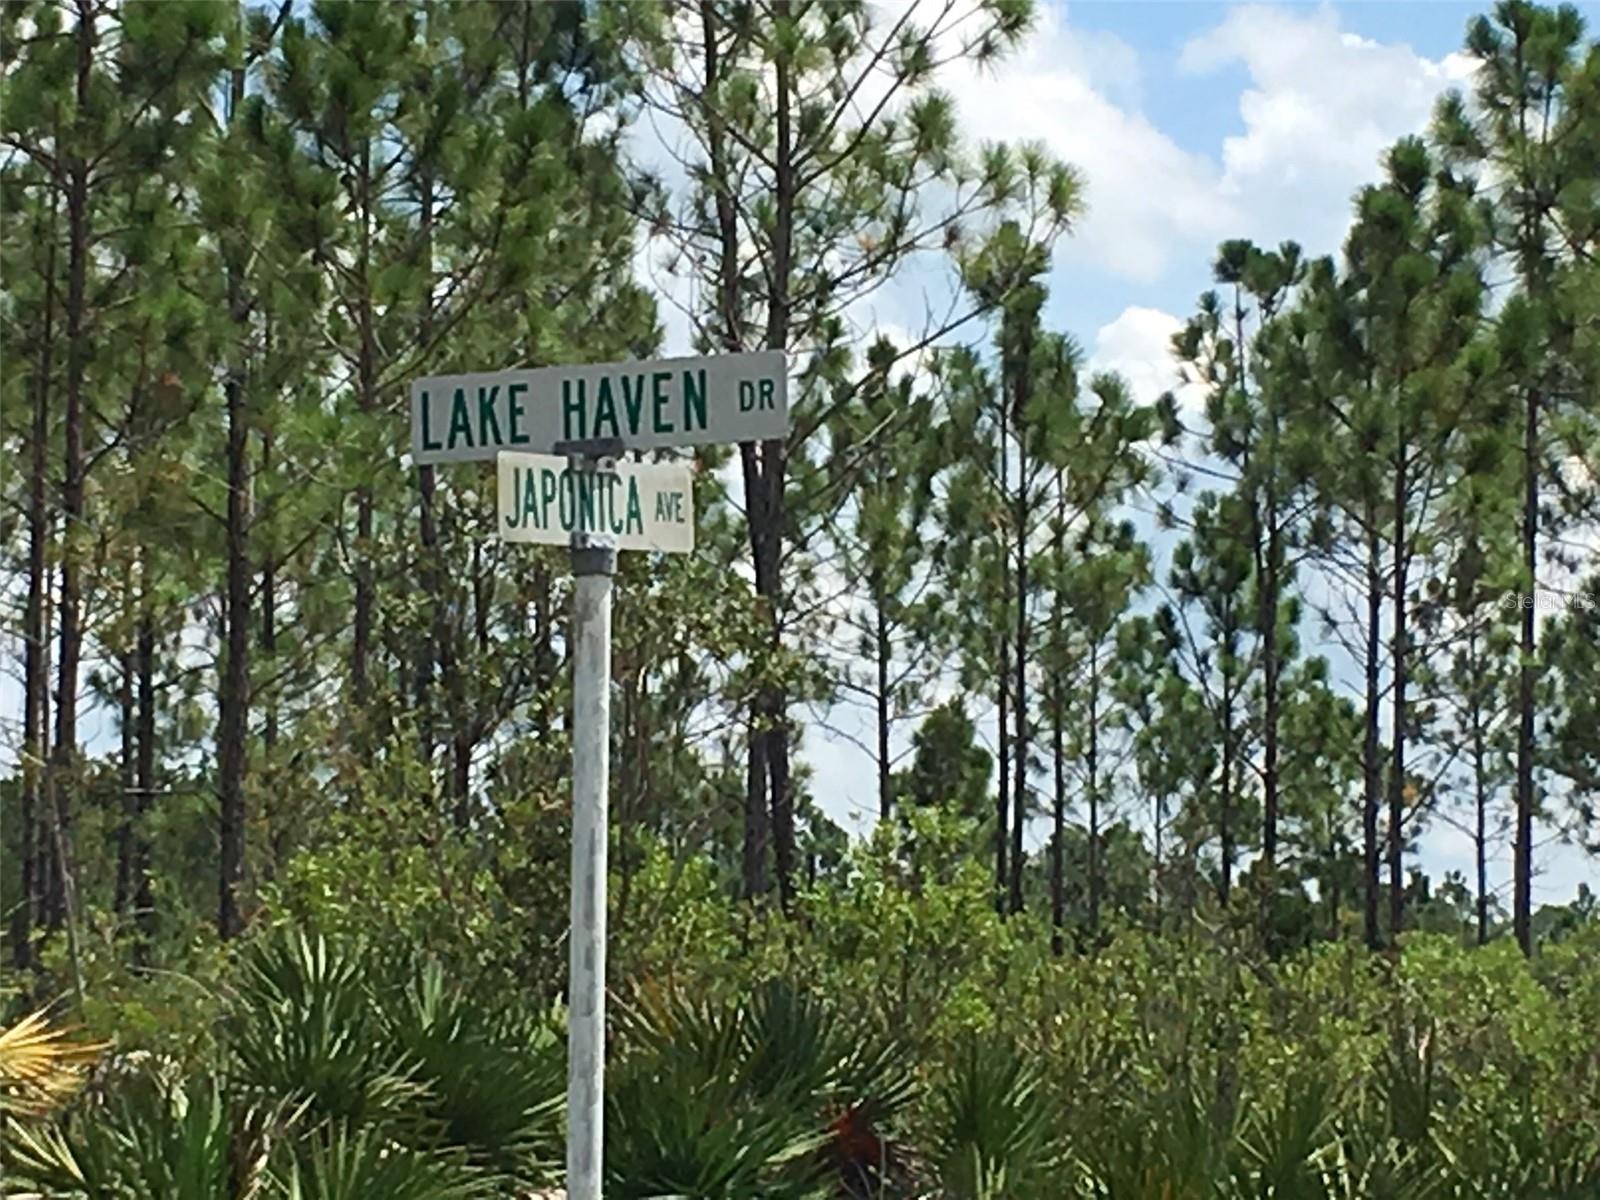 LAKE HAVEN DR
JAPONICA AVE
Stellar MLS